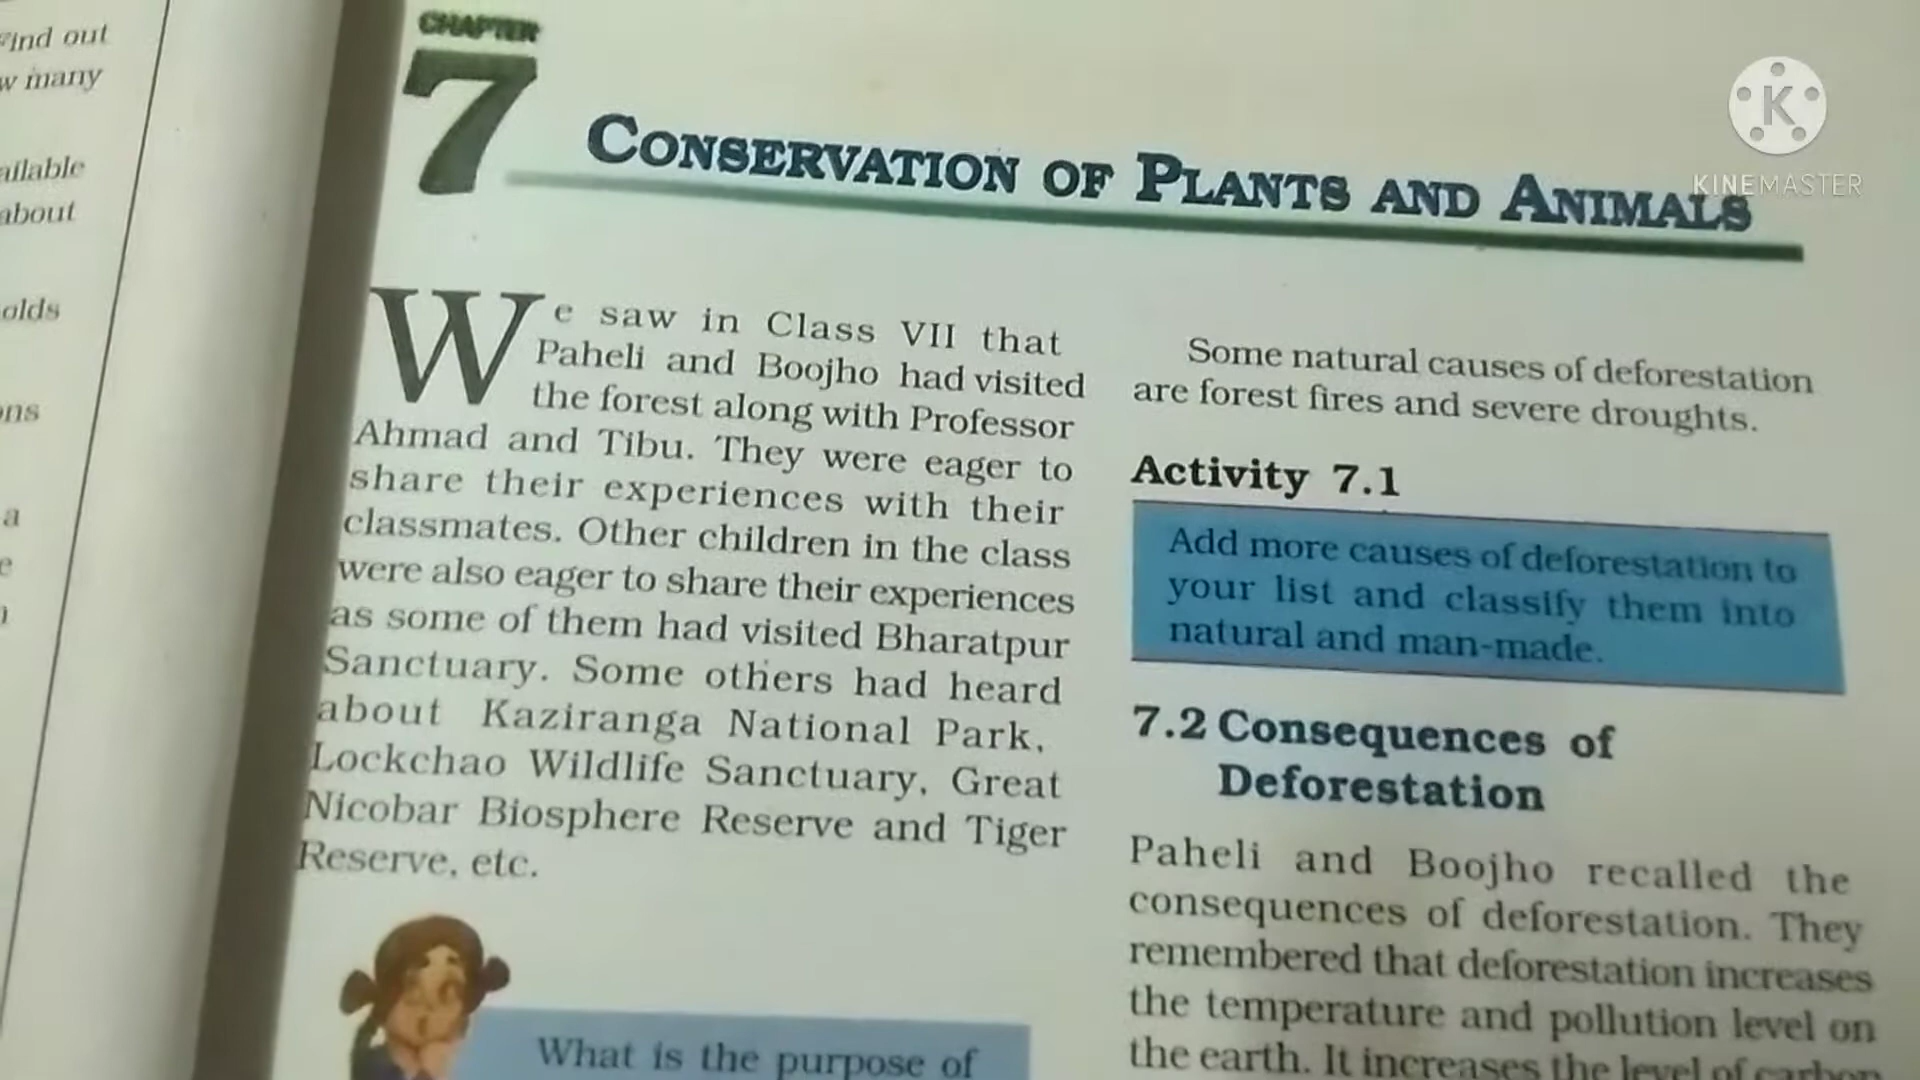 CHAPTER
7
CONSERVATION OF PLANTS AND ANIMALS
KINEMASTER
We saw in Class VII that
Paheli and Boojho had visited
the forest along with Professor
Ahmad and Tibu. They were eager to
share their experiences with their
classmates. Other children in the class
were also eager to share their experiences
as some of them had visited Bharatpur
Sanctuary. Some others had heard
about Kaziranga National Park,
Lockchao Wildlife Sanctuary, Great
Nicobar Biosphere Reserve and Tiger
Reserve, etc.
What is the purpose of
Some natural causes of deforestation
are forest fires and severe droughts.
Activity 7.1
Add more causes of deforestation to
your list and classify them into
natural and man-made.
7.2 Consequences of
Deforestation
Paheli and Boojho recalled the
consequences of deforestation. They
remembered that deforestation increases
the temperature and pollution level on
the earth. It increases the level of carbon